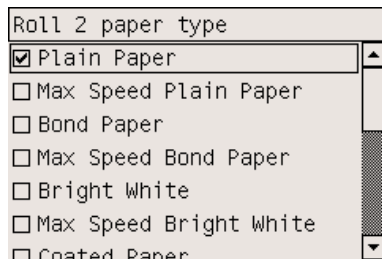 Roll 2 paper type
Plain Paper
Max Speed Plain Paper
Bond Paper
Max Speed Bond Paper
Bright White
Max Speed Bright White
Coated Paper